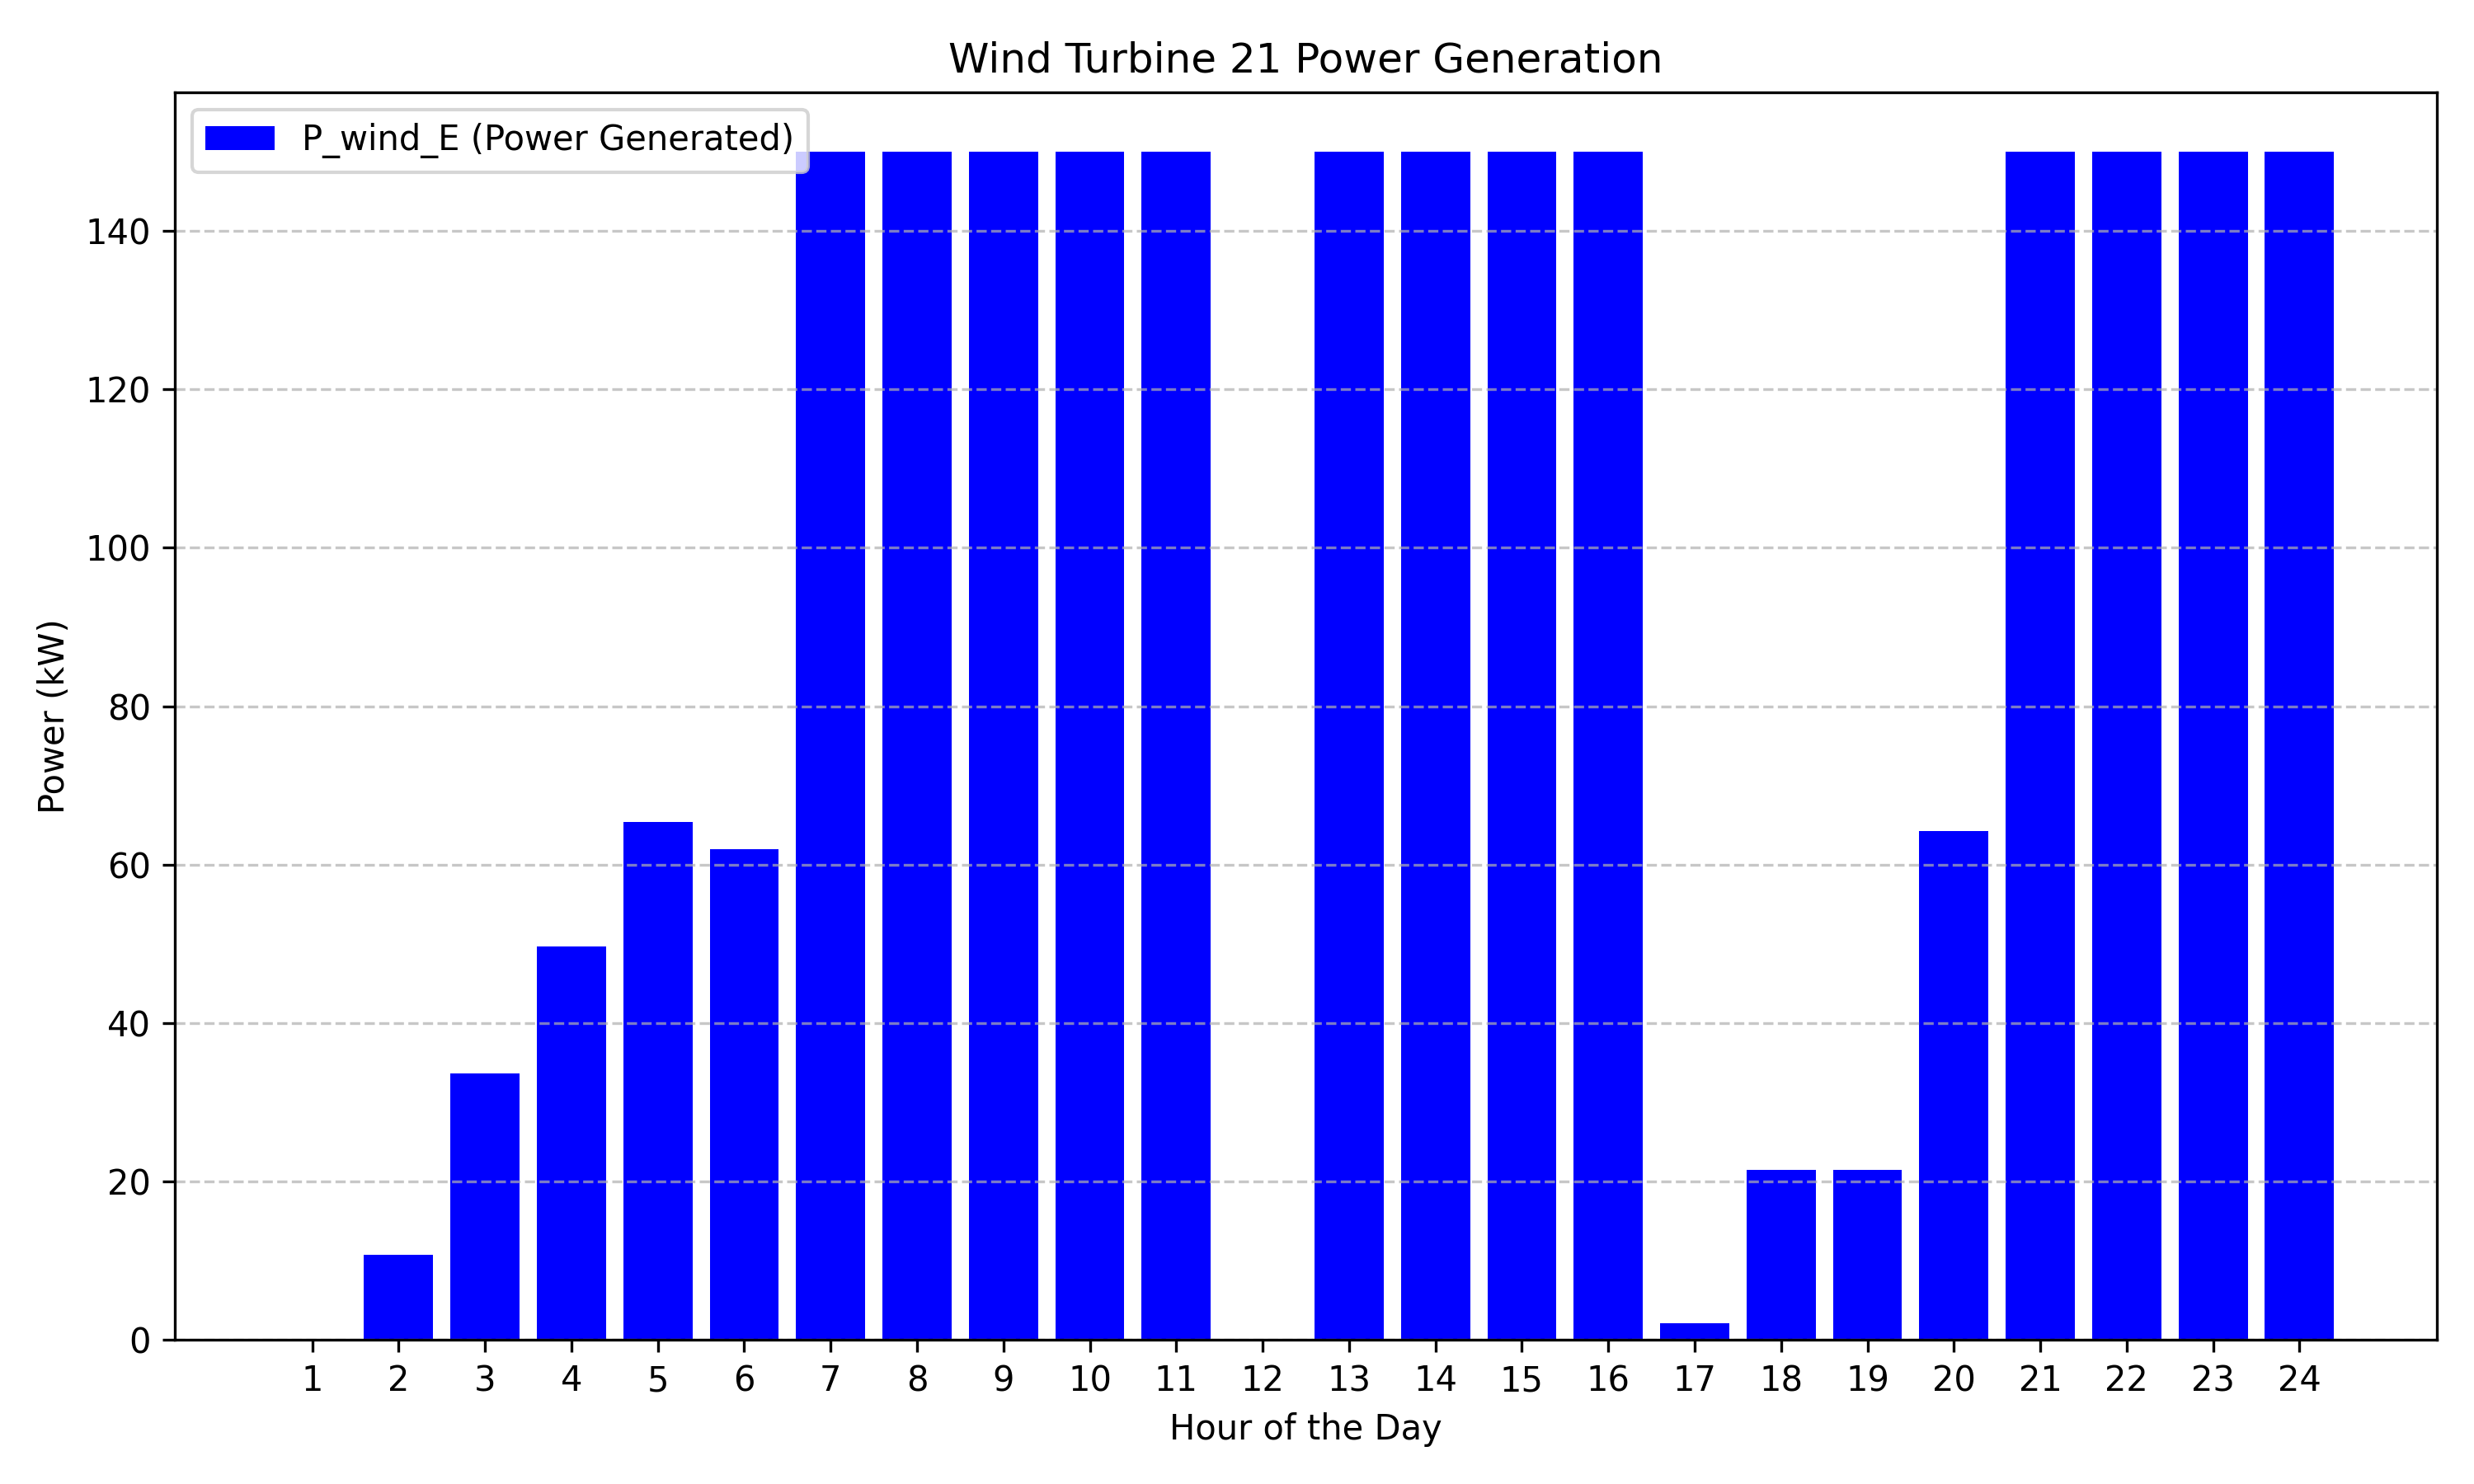 Wind Turbine 21 Power Generation
P_wind_E (Power Generated)
140
120
100
80
60
40
20
0
Power (kW)
1 2 3 4 5 6 7 8 9 10 11 12 13 14 15 16 17 18 19 20 21 22 23 24
Hour of the Day